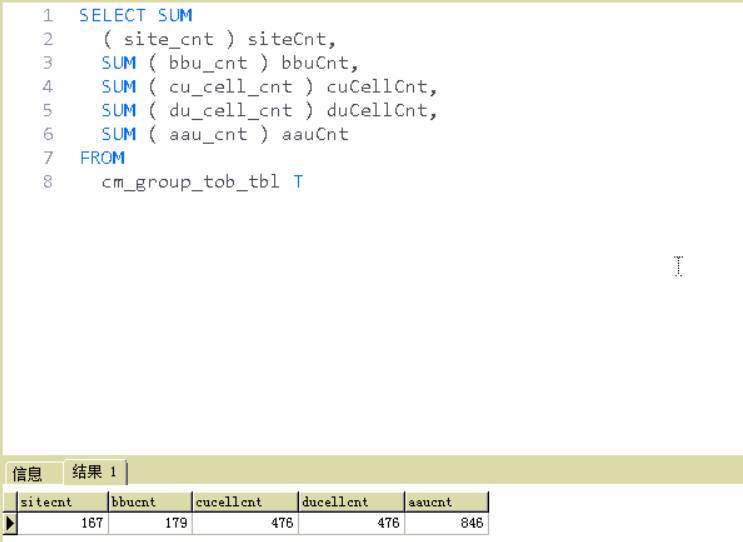 1 SELECT SUM
2 ( site_cnt ) siteCnt,
3 SUM ( bbu_cnt ) bbuCnt,
4 SUM ( cu_cell_cnt ) cuCellCnt,
5 SUM ( du_cell_cnt ) duCellCnt,
6 SUM ( aau_cnt ) aauCnt
7 FROM
8 cm_group_tob_tbl T
信息 结果 1
sitecnt bbucnt cucellcnt ducellcnt aaucnt
167 179 476 476 846